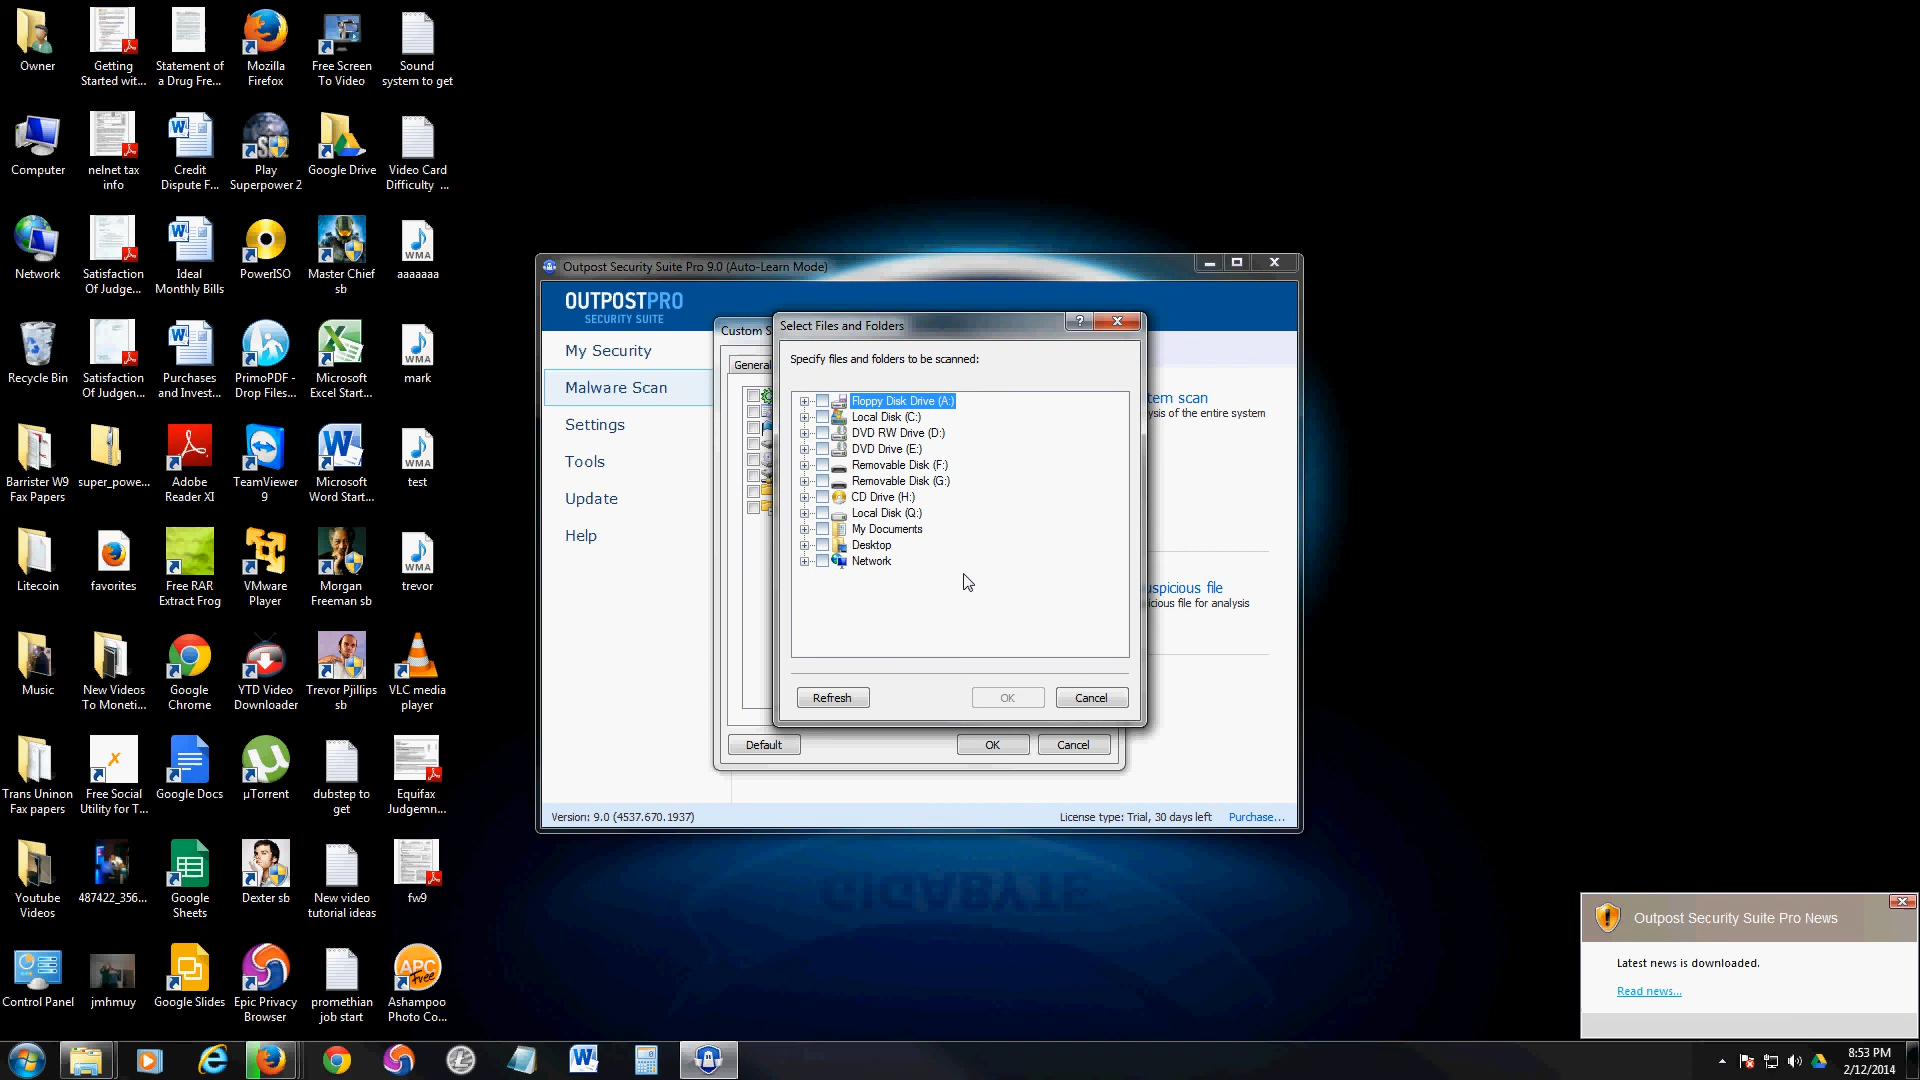 Owner
Getting
Started wit...
Statement of
a Drug Fre...
Mozilla
Firefox
Free Screen
To Video
Sound
system to get
Computer
nelnet tax
info
Credit
Dispute F...
Play
Superpower 2
Google Drive
Video Card
Difficulty ...
Network
Satisfaction
Of Judge...
Ideal
Monthly Bills
PowerISO
Master Chief
sb
WMA
aaaaaaa
Recycle Bin
Satisfaction
Of Judgen...
Purchases
and Invest...
PrimoPDF -
Drop Files...
Microsoft
Excel Start...
WMA
mark
Barrister W9
Fax Papers
super_powe...
Adobe
Reader XI
TeamViewer
9
Microsoft
Word Start...
WMA
test
Litecoin
favorites
Free RAR
Extract Frog
VMware
Player
Morgan
Freeman sb
WMA
trevor
Music
New Videos
To Moneti...
Google
Chrome
YTD Video
Downloader
Trevor Pjillips
sb
VLC media
player
Trans Uninon
Fax papers
Free Social
Utility for T...
Google Docs
µTorrent
dubstep to
get
Equifax
Judgemn...
Youtube
Videos
487422_356...
Google
Sheets
Dexter sb
New video
tutorial ideas
fw9
Control Panel
jmhmuy
Google Slides
Epic Privacy
Browser
promethian
job start
APC
Free
Ashampoo
Photo Co...
Outpost Security Suite Pro 9.0 (Auto-Learn Mode)
OUTPOSTPRO
SECURITY SUITE
My Security
Malware Scan
Settings
Tools
Update
Help
Custom S
General
Select Files and Folders
?
Specify files and folders to be scanned:
Floppy Disk Drive (A:)
Local Disk (C:)
DVD RW Drive (D:)
DVD Drive (E:)
Removable Disk (F:)
Removable Disk (G:)
CD Drive (H:)
Local Disk (Q:)
My Documents
Desktop
Network
Refresh
OK
Cancel
Default
OK
Cancel
tem scan
ysis of the entire system
uspicious file
icious file for analysis
Version: 9.0 (4537.670.1937)
License type: Trial, 30 days left
Purchase...
GIGABYTE
Outpost Security Suite Pro News
Latest news is downloaded.
Read news...
8:53 PM
2/12/2014